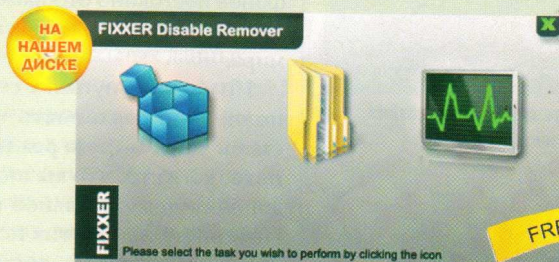 НА
НАШЕМ
ДИСКЕ
FIXXER Disable Remover
X
FIXXER
Please select the task you wish to perform by clicking the icon